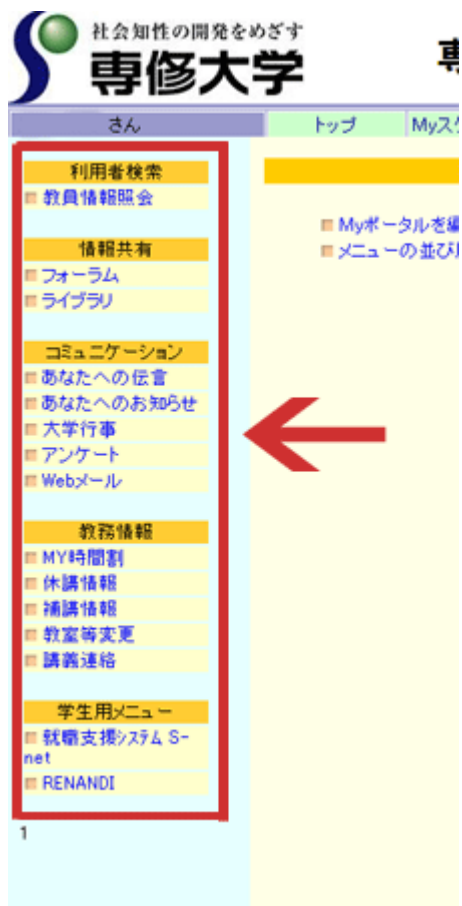 社会知性の開発をめざす
専修大学
専
さん
トップ
Myスケ
利用者検索
教員情報照会
Myポータルを編
メニューの並び順
情報共有
フォーラム
ライブラリ
コミュニケーション
あなたへの伝言
あなたへのお知らせ
大学行事
アンケート
Webメール
教務情報
MY時間割
休講情報
補講情報
教室等変更
講義連絡
学生用メニュー
就職支援システム S-
net
RENANDI
1